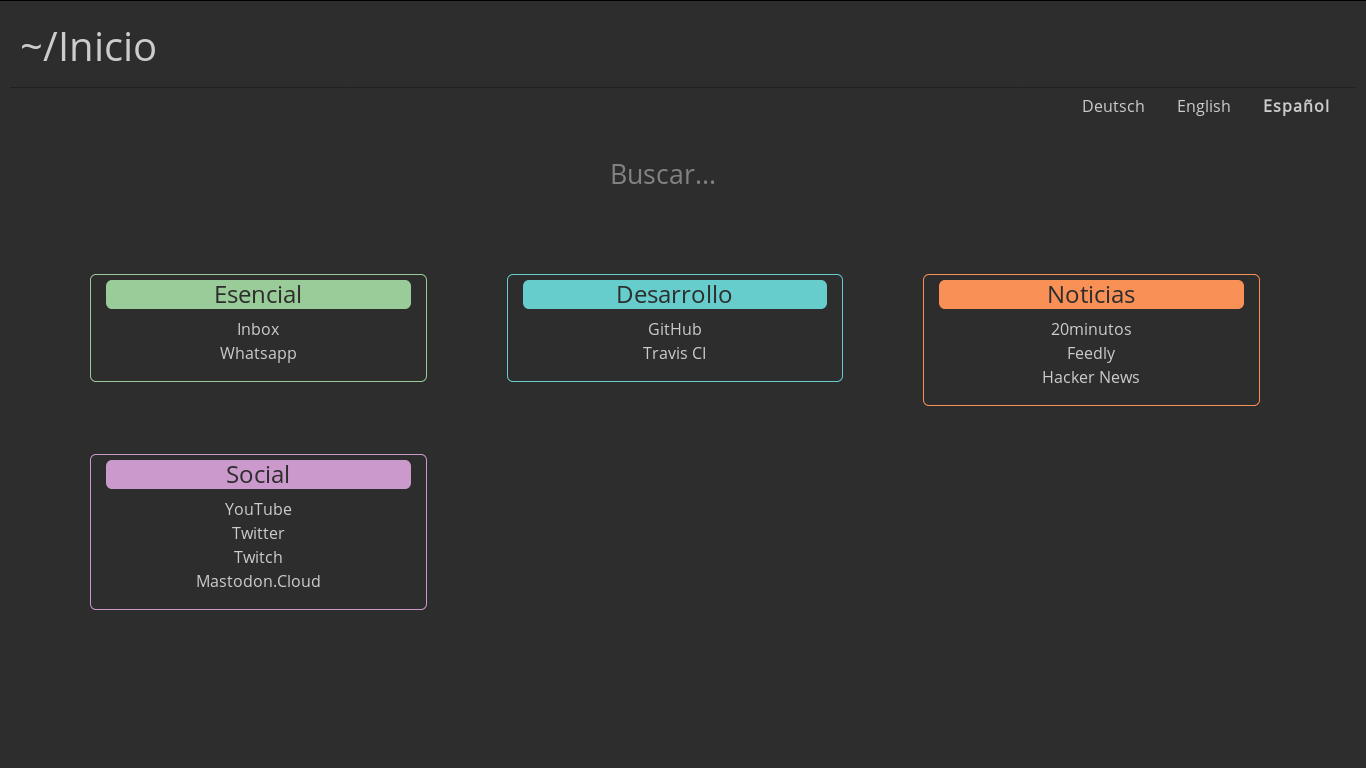 ~/Inicio
Deutsch English Español
Buscar...
Esencial
Inbox
Whatsapp
Desarrollo
GitHub
Travis CI
Noticias
20minutos
Feedly
Hacker News
Social
YouTube
Twitter
Twitch
Mastodon.Cloud